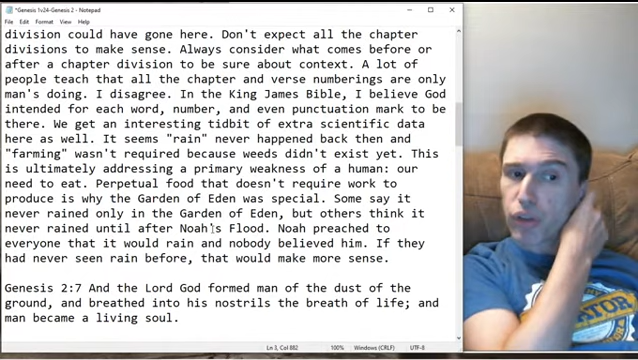 *Genesis 1v24-Genesis 2 - Notepad
File Edit Format View Help
division could have gone here. Don't expect all the chapter
divisions to make sense. Always consider what comes before or
after a chapter division to be sure about context. A lot of
people teach that all the chapter and verse numberings are only
man's doing. I disagree. In the King James Bible, I believe God
intended for each word, number, and even punctuation mark to be
there. We get an interesting tidbit of extra scientific data
here as well. It seems "rain" never happened back then and
"farming" wasn't required because weeds didn't exist yet. This
is ultimately addressing a primary weakness of a human: our
need to eat. Perpetual food that doesn't require work to
produce is why the Garden of Eden was special. Some say it
never rained only in the Garden of Eden, but others think it
never rained until after Noah's Flood. Noah preached to
everyone that it would rain and nobody believed him. If they
had never seen rain before, that would make more sense.
Genesis 2:7 And the Lord God formed man of the dust of the
ground, and breathed into his nostrils the breath of life; and
man became a living soul.
Ln 3, Col 882 100% Windows (CRLF) UTF-8